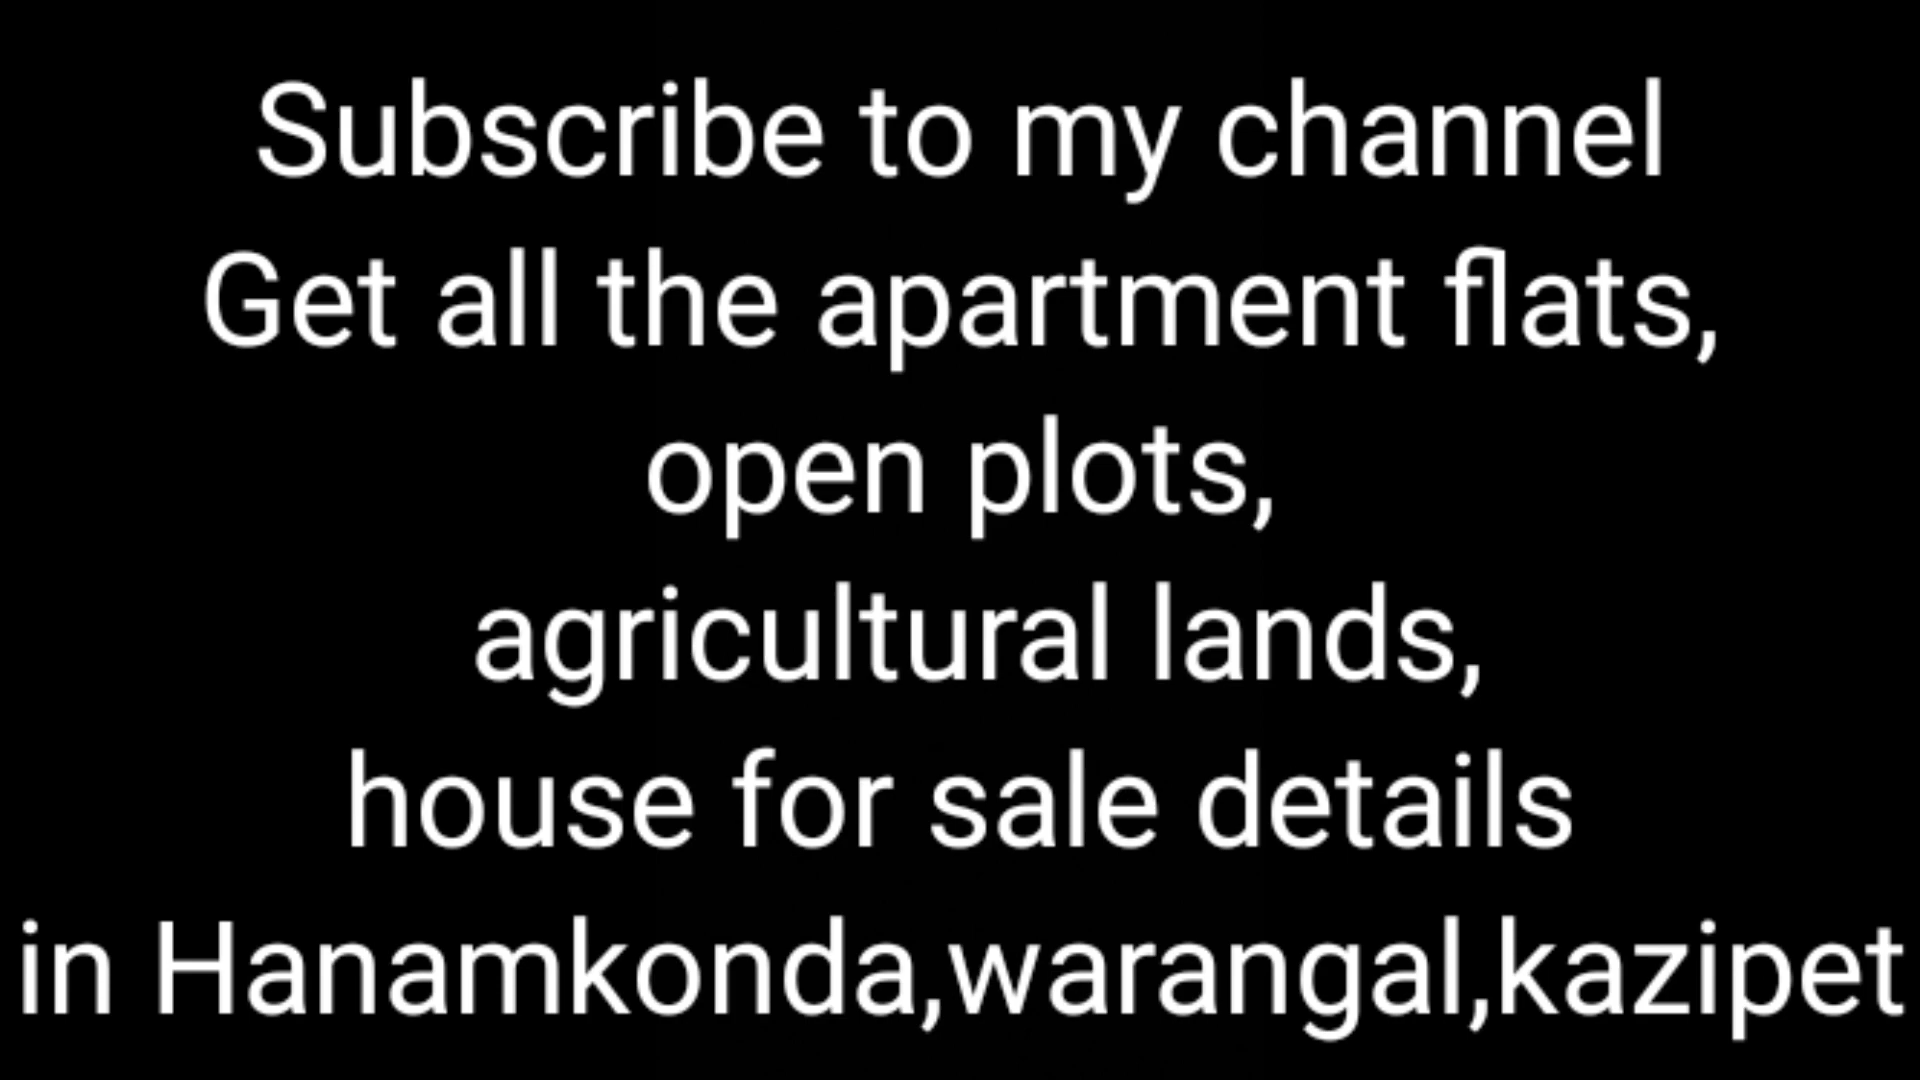 Subscribe to my channel
Get all the apartment flats,
open plots,
agricultural lands,
house for sale details
in Hanamkonda,warangal,kazipet